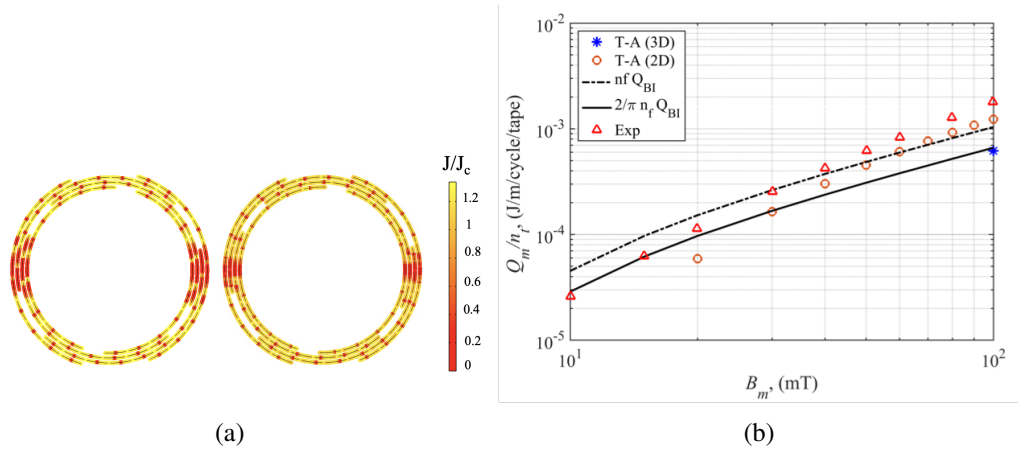 J/J_c
1.2
1
0.8
0.6
0.4
0.2
0
(a)
10^-2
10^-3
10^-4
10^-5
Q_m/n_t, (J/m/cycle/tape)
T-A (3D)
T-A (2D)
nf Q_BI
2/π n_f Q_BI
Exp
10^1
10^2
B_m, (mT)
(b)